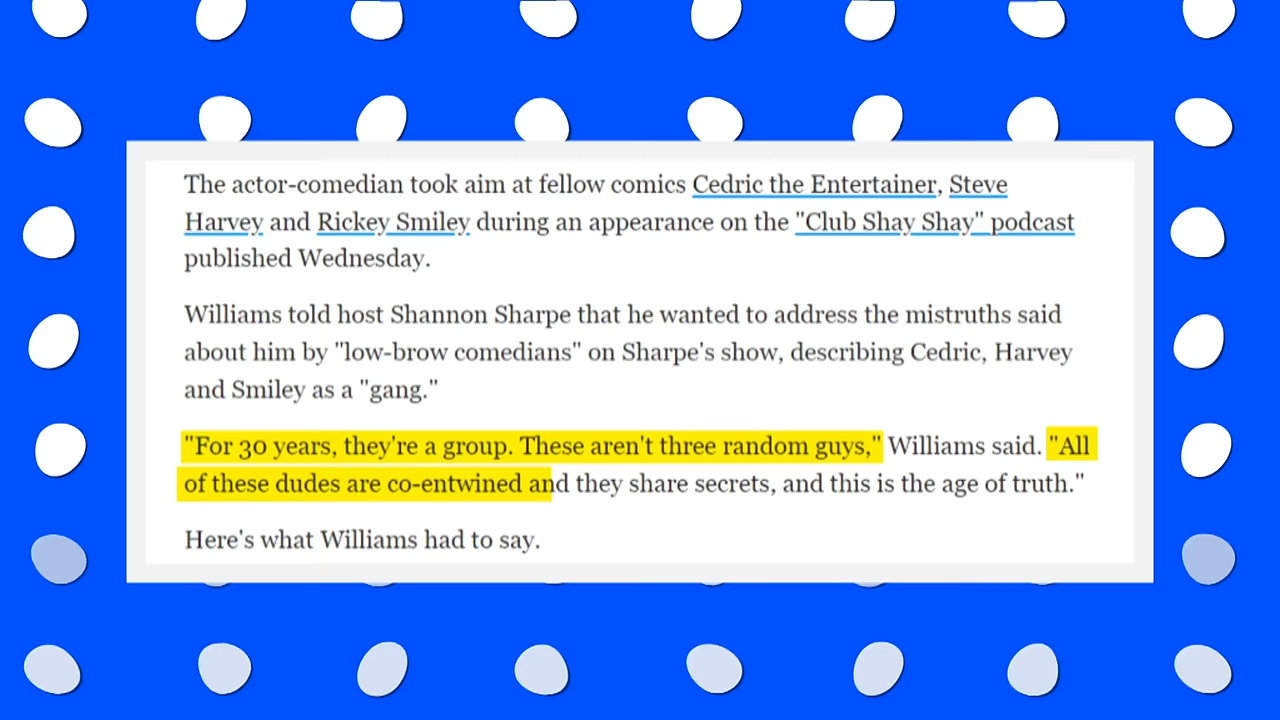 The actor-comedian took aim at fellow comics Cedric the Entertainer, Steve
Harvey and Rickey Smiley during an appearance on the "Club Shay Shay" podcast
published Wednesday.
Williams told host Shannon Sharpe that he wanted to address the mistruths said
about him by "low-brow comedians" on Sharpe's show, describing Cedric, Harvey
and Smiley as a "gang."
"For 30 years, they're a group. These aren't three random guys," Williams said. "All
of these dudes are co-entwined and they share secrets, and this is the age of truth."
Here's what Williams had to say.